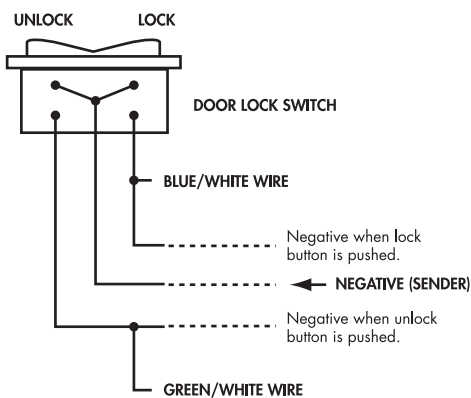 UNLOCK LOCK
DOOR LOCK SWITCH
BLUE/WHITE WIRE
Negative when lock
button is pushed.
NEGATIVE (SENDER)
Negative when unlock
button is pushed.
GREEN/WHITE WIRE